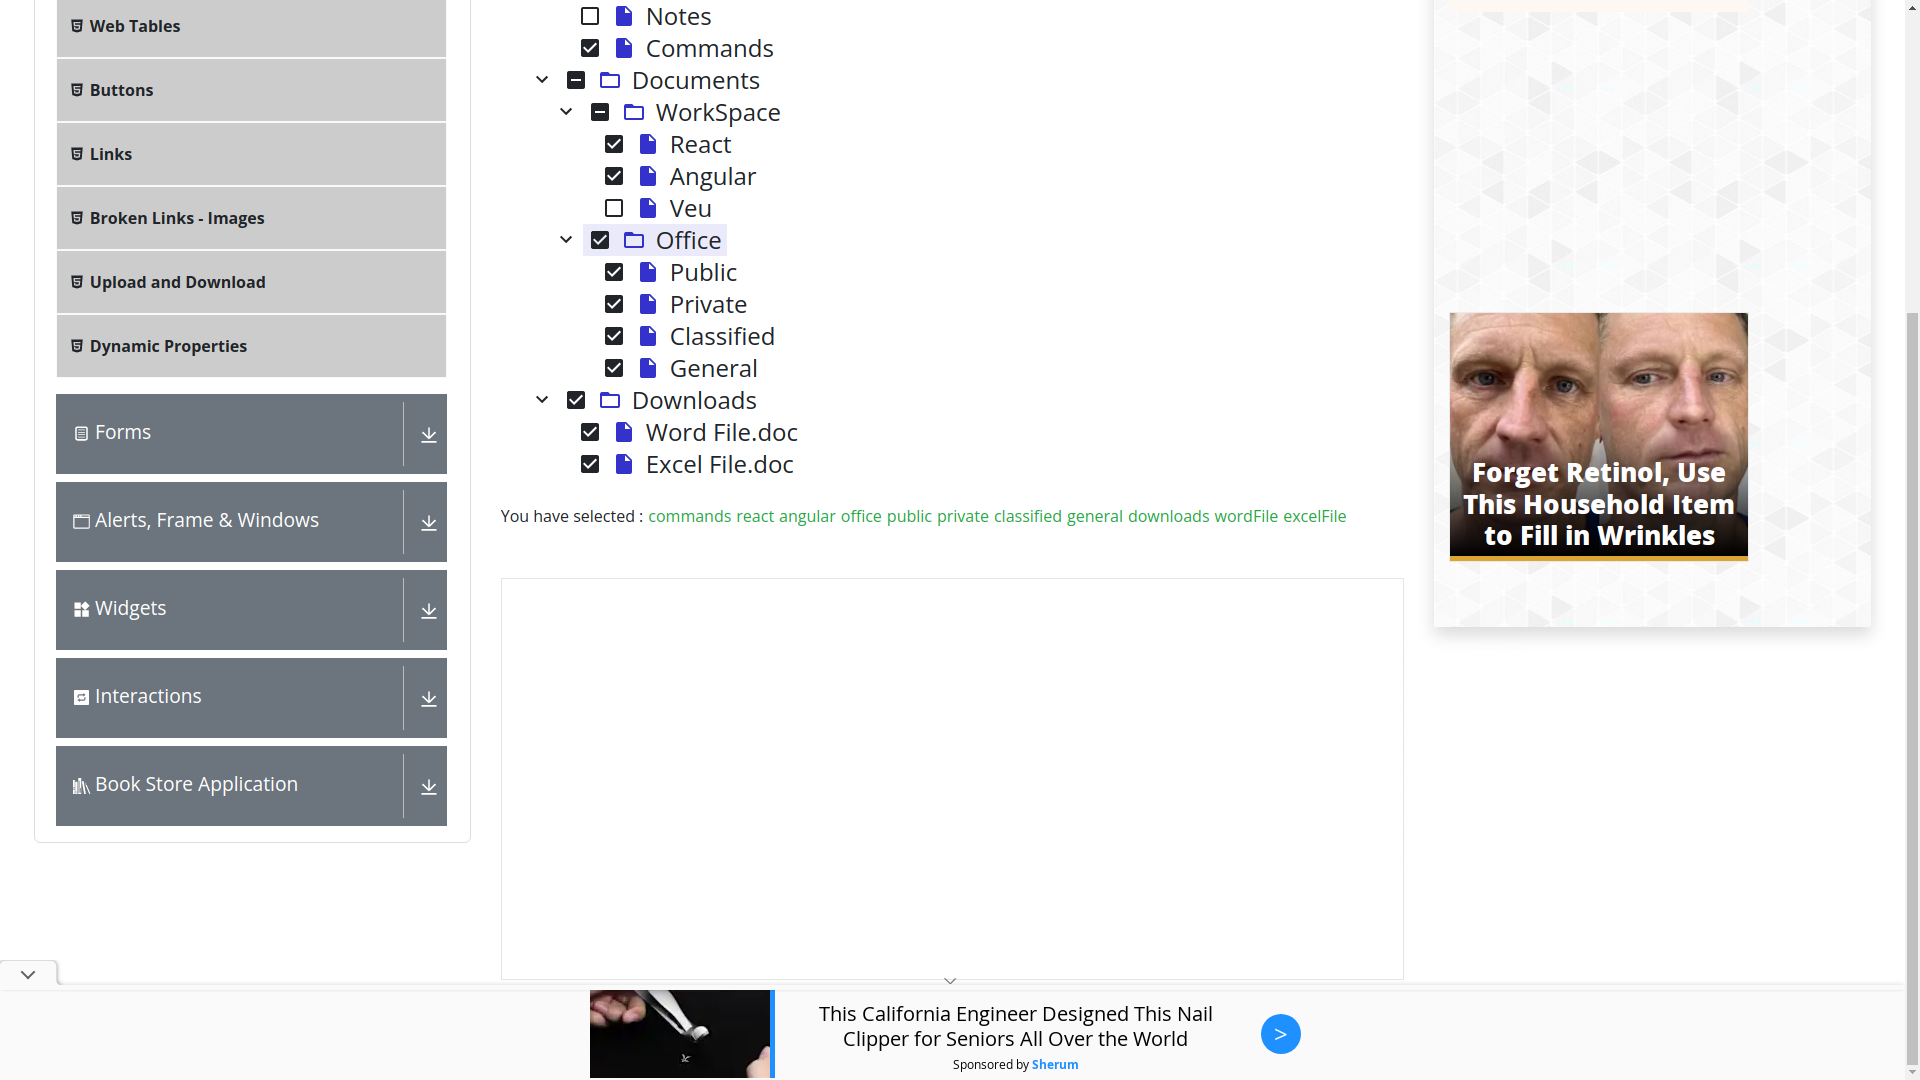 Web Tables
Buttons
Links
Broken Links - Images
Upload and Download
Dynamic Properties
Forms
Alerts, Frame & Windows
Widgets
Interactions
Book Store Application
Notes
Commands
Documents
WorkSpace
React
Angular
Veu
Office
Public
Private
Classified
General
Downloads
Word File.doc
Excel File.doc
You have selected : commands react angular office public private classified general downloads wordFile excelFile
Forget Retinol, Use
This Household Item
to Fill in Wrinkles
This California Engineer Designed This Nail
Clipper for Seniors All Over the World
Sponsored by Sherum
>